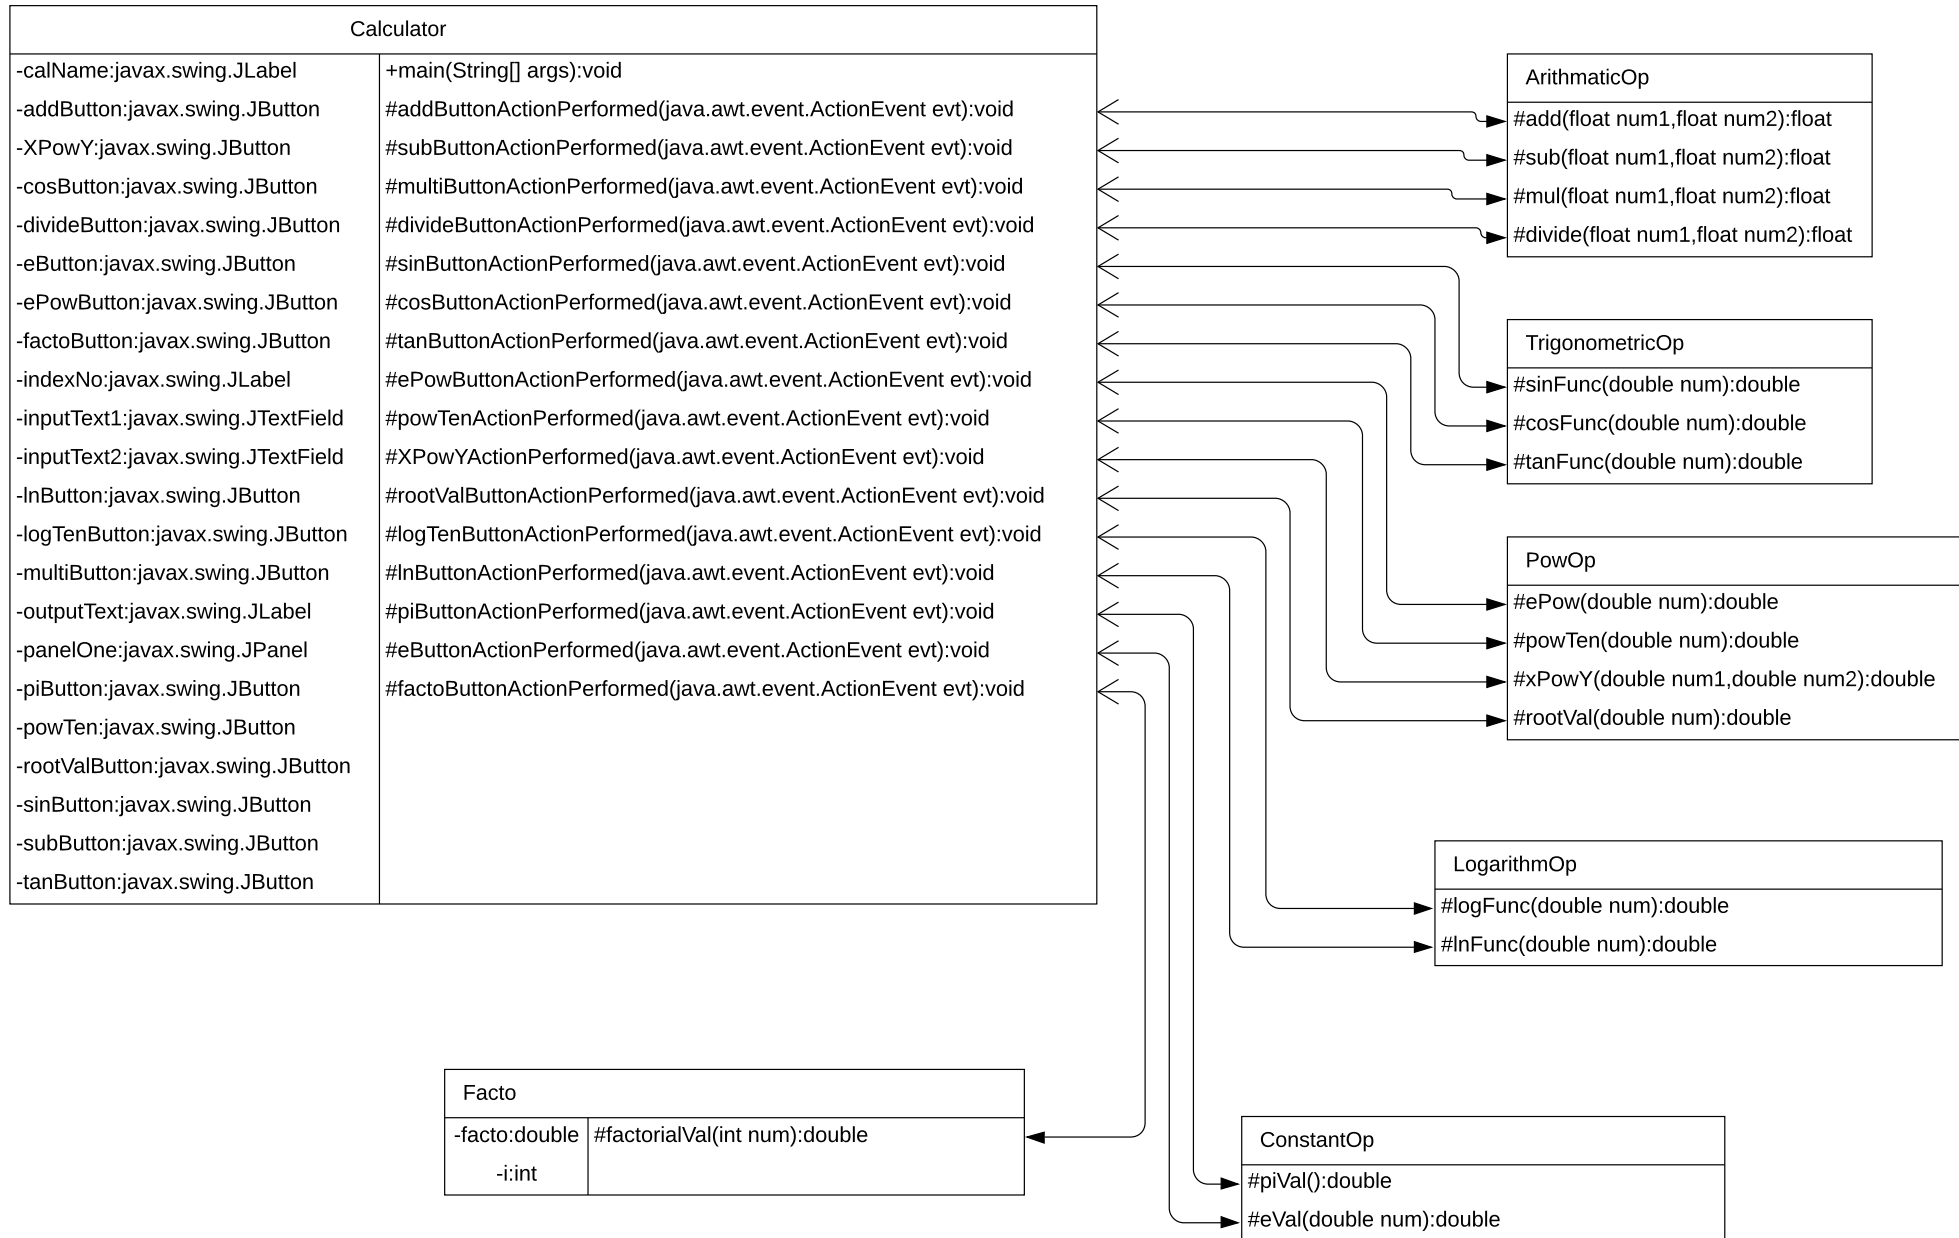 Calculator
-calName:javax.swing.JLabel
-addButton:javax.swing.JButton
-XPowY:javax.swing.JButton
-cosButton:javax.swing.JButton
-divideButton:javax.swing.JButton
-eButton:javax.swing.JButton
-ePowButton:javax.swing.JButton
-factoButton:javax.swing.JButton
-indexNo:javax.swing.JLabel
-inputText1:javax.swing.JTextField
-inputText2:javax.swing.JTextField
-lnButton:javax.swing.JButton
-logTenButton:javax.swing.JButton
-multiButton:javax.swing.JButton
-outputText:javax.swing.JLabel
-panelOne:javax.swing.JPanel
-piButton:javax.swing.JButton
-powTen:javax.swing.JButton
-rootValButton:javax.swing.JButton
-sinButton:javax.swing.JButton
-subButton:javax.swing.JButton
-tanButton:javax.swing.JButton
+main(String[] args):void
#addButtonActionPerformed(java.awt.event.ActionEvent evt):void
#subButtonActionPerformed(java.awt.event.ActionEvent evt):void
#multiButtonActionPerformed(java.awt.event.ActionEvent evt):void
#divideButtonActionPerformed(java.awt.event.ActionEvent evt):void
#sinButtonActionPerformed(java.awt.event.ActionEvent evt):void
#cosButtonActionPerformed(java.awt.event.ActionEvent evt):void
#tanButtonActionPerformed(java.awt.event.ActionEvent evt):void
#ePowButtonActionPerformed(java.awt.event.ActionEvent evt):void
#powTenActionPerformed(java.awt.event.ActionEvent evt):void
#XPowYActionPerformed(java.awt.event.ActionEvent evt):void
#rootValButtonActionPerformed(java.awt.event.ActionEvent evt):void
#logTenButtonActionPerformed(java.awt.event.ActionEvent evt):void
#lnButtonActionPerformed(java.awt.event.ActionEvent evt):void
#piButtonActionPerformed(java.awt.event.ActionEvent evt):void
#eButtonActionPerformed(java.awt.event.ActionEvent evt):void
#factoButtonActionPerformed(java.awt.event.ActionEvent evt):void
ArithmaticOp
#add(float num1,float num2):float
#sub(float num1,float num2):float
#mul(float num1,float num2):float
#divide(float num1,float num2):float
TrigonometricOp
#sinFunc(double num):double
#cosFunc(double num):double
#tanFunc(double num):double
PowOp
#ePow(double num):double
#powTen(double num):double
#xPowY(double num1,double num2):double
#rootVal(double num):double
LogarithmOp
#logFunc(double num):double
#lnFunc(double num):double
Facto
-facto:double
-i:int
#factorialVal(int num):double
ConstantOp
#piVal():double
#eVal(double num):double